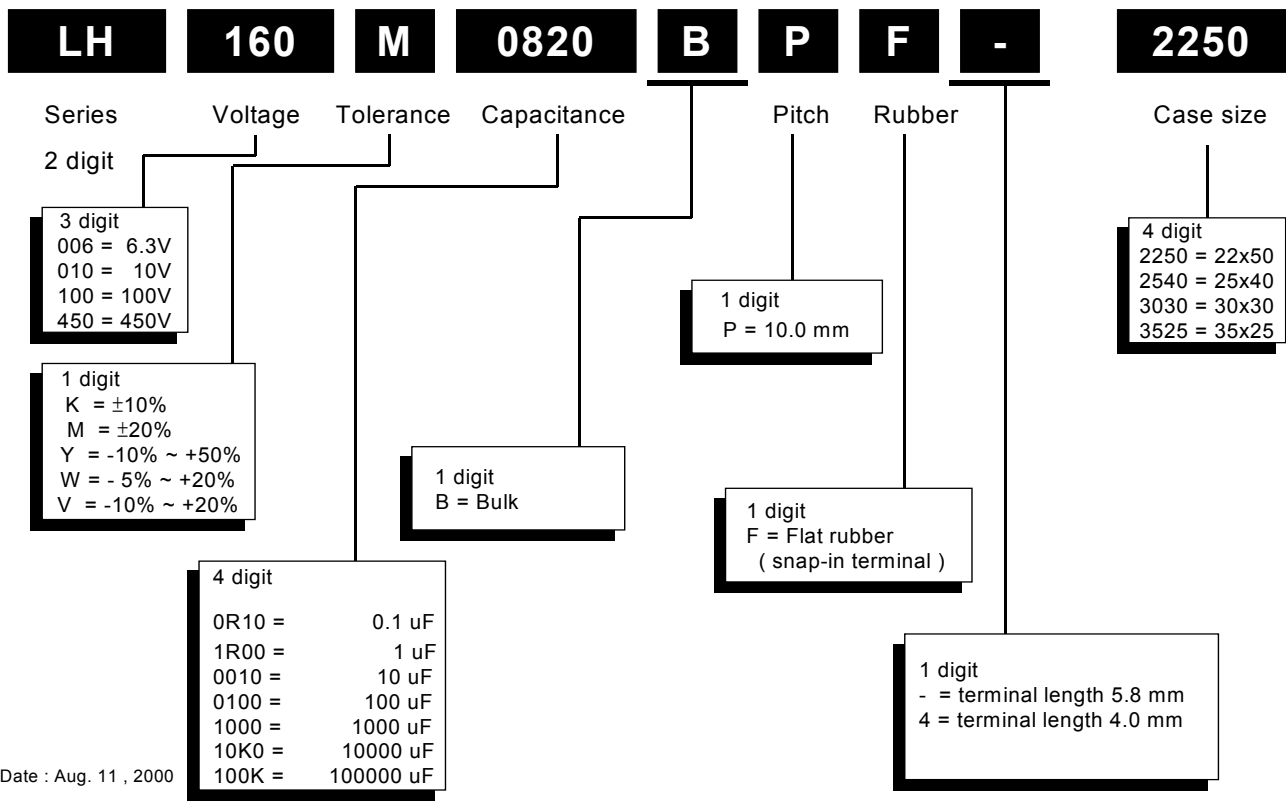 LH 160 M 0820 B P F - 2250
Series Voltage Tolerance Capacitance Pitch Rubber Case size
2 digit
3 digit
006 = 6.3V
010 = 10V
100 = 100V
450 = 450V
1 digit
K = ±10%
M = ±20%
Y = -10% ~ +50%
W = - 5% ~ +20%
V = -10% ~ +20%
4 digit
0R10 = 0.1 uF
1R00 = 1 uF
0010 = 10 uF
0100 = 100 uF
1000 = 1000 uF
10K0 = 10000 uF
100K = 100000 uF
1 digit
B = Bulk
1 digit
P = 10.0 mm
1 digit
F = Flat rubber
( snap-in terminal )
1 digit
- = terminal length 5.8 mm
4 = terminal length 4.0 mm
4 digit
2250 = 22x50
2540 = 25x40
3030 = 30x30
3525 = 35x25
Date : Aug. 11 , 2000